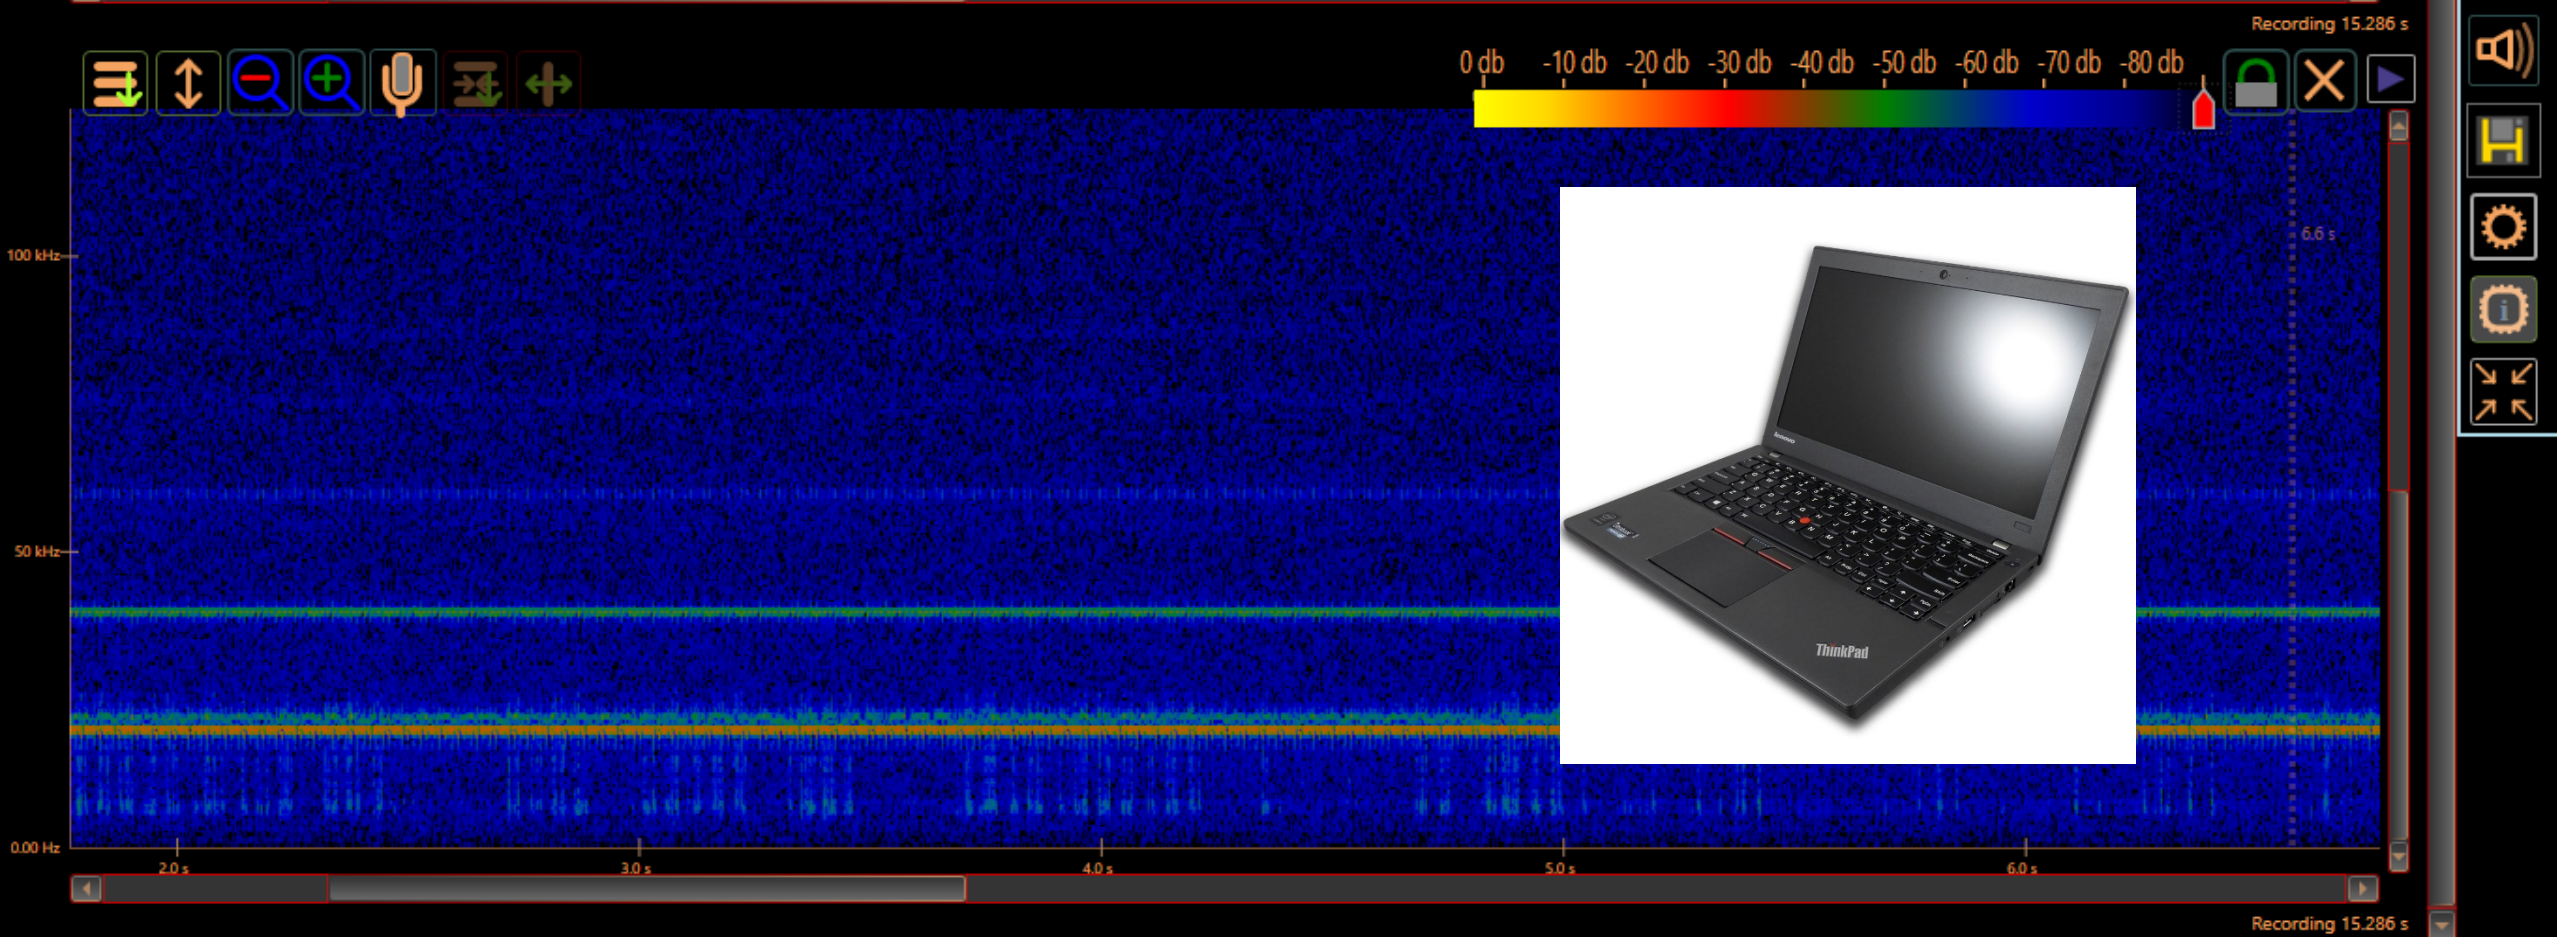 Recording 15.286 s
0 db -10 db -20 db -30 db -40 db -50 db -60 db -70 db -80 db
6.6 s
100 kHz
50 kHz
lenovo
ThinkPad
0.00 Hz
2.0 s 3.0 s 4.0 s 5.0 s 6.0 s
Recording 15.286 s